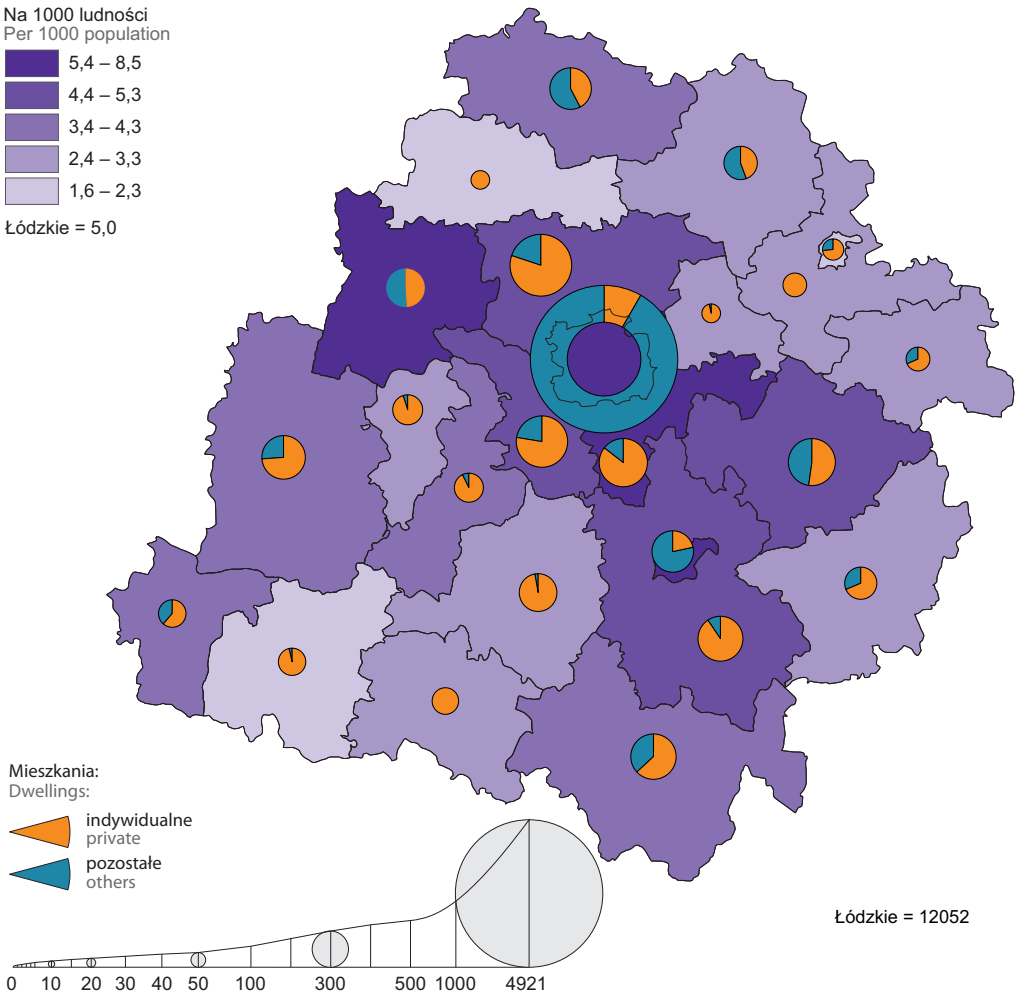 Na 1000 ludności
Per 1000 population
5,4 – 8,5
4,4 – 5,3
3,4 – 4,3
2,4 – 3,3
1,6 – 2,3
Łódzkie = 5,0
Mieszkania:
Dwellings:
indywidualne
private
pozostałe
others
Łódzkie = 12052
0 10 20 30 40 50 100 300 500 1000 4921